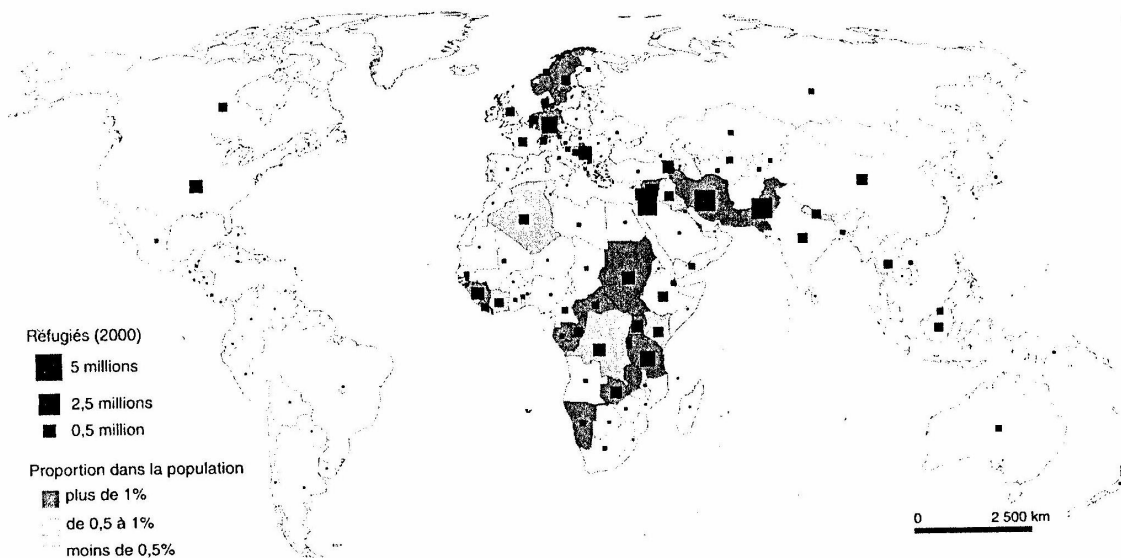 Réfugiés (2000)
5 millions
2,5 millions
0,5 million
Proportion dans la population
plus de 1%
de 0,5 à 1%
moins de 0,5%
0 2 500 km